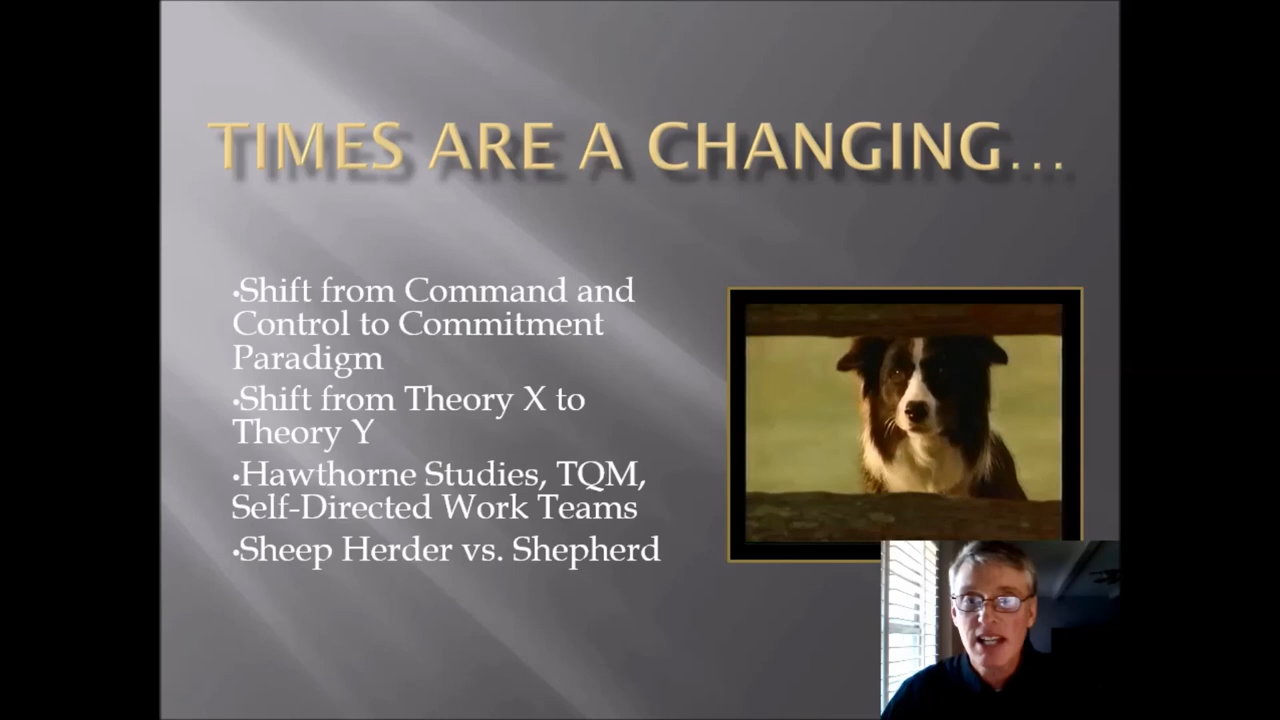 TIMES ARE A CHANGING...
•Shift from Command and
Control to Commitment
Paradigm
•Shift from Theory X to
Theory Y
•Hawthorne Studies, TQM,
Self-Directed Work Teams
•Sheep Herder vs. Shepherd